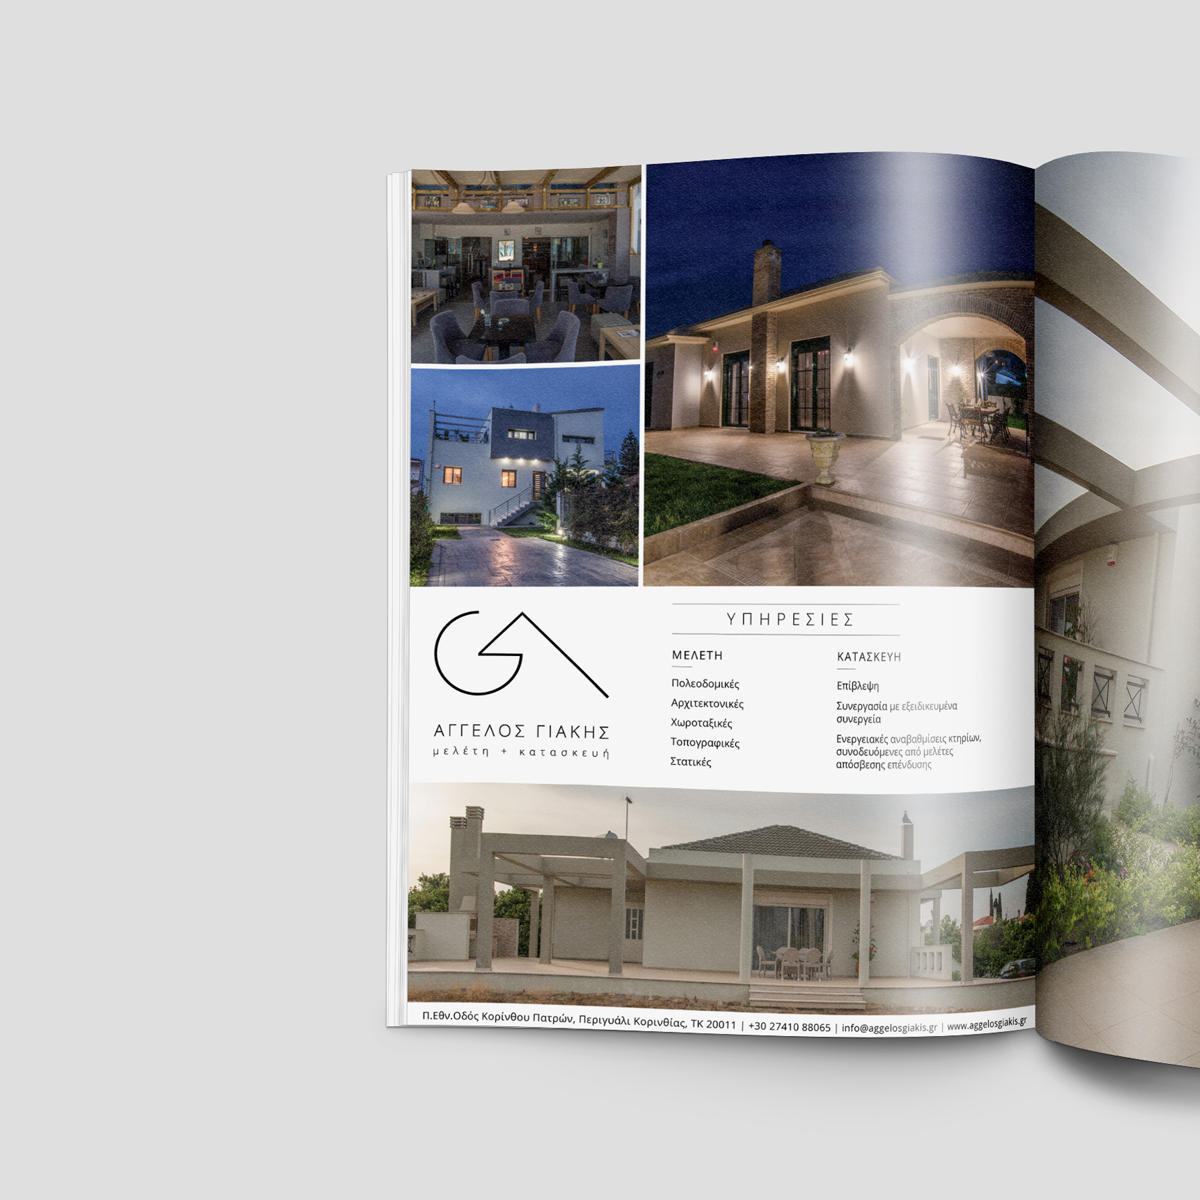 ΑΓΓΕΛΟΣ ΓΙΑΚΗΣ
μελέτη + κατασκευή
ΥΠΗΡΕΣΙΕΣ
ΜΕΛΕΤΗ
Πολεοδομικές
Αρχιτεκτονικές
Χωροταξικές
Τοπογραφικές
Στατικές
ΚΑΤΑΣΚΕΥΗ
Επίβλεψη
Συνεργασία με εξειδικευμένα
συνεργεία
Ενεργειακές αναβαθμίσεις κτηρίων,
συνοδευόμενες από μελέτες
απόσβεσης επένδυσης
Π.Εθν.Οδός Κορίνθου Πατρών, Περιγυάλι Κορινθίας, ΤΚ 20011 | +30 27410 88065 | info@aggelosgiakis.gr | www.aggelosgiakis.gr